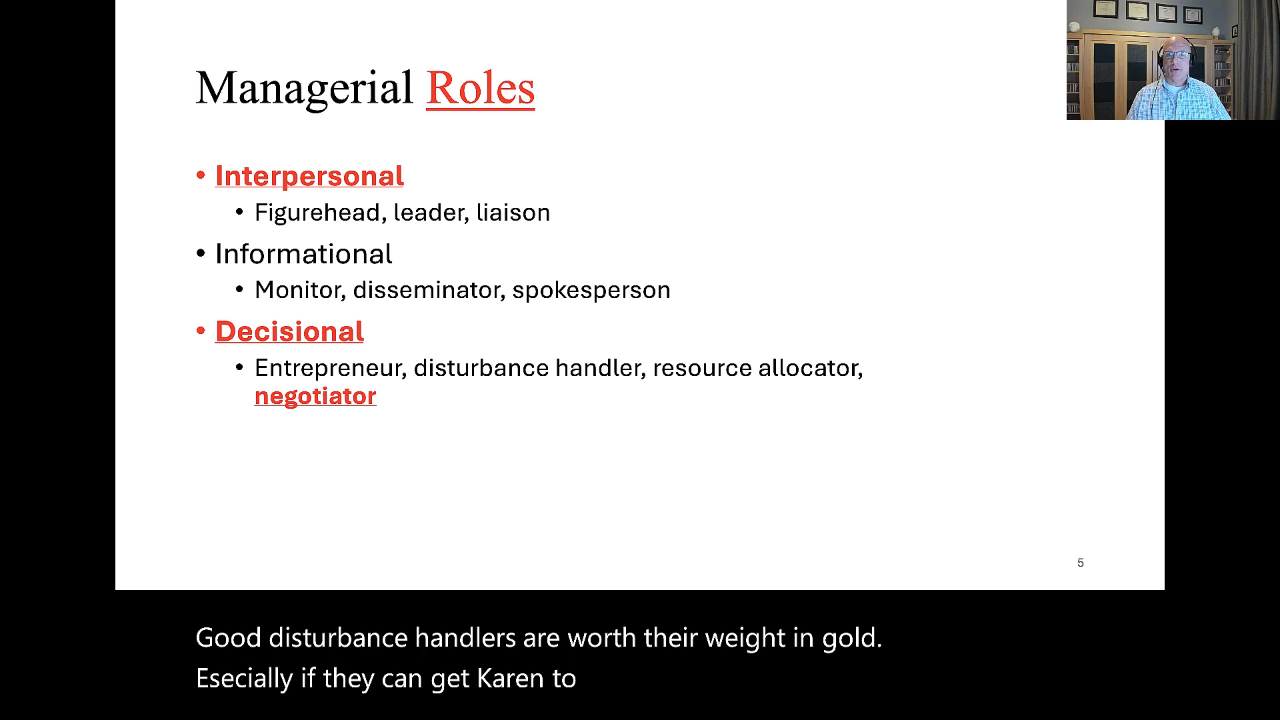 Managerial Roles
• Interpersonal
• Figurehead, leader, liaison
• Informational
• Monitor, disseminator, spokesperson
• Decisional
• Entrepreneur, disturbance handler, resource allocator,
negotiator
5
Good disturbance handlers are worth their weight in gold.
Esecially if they can get Karen to